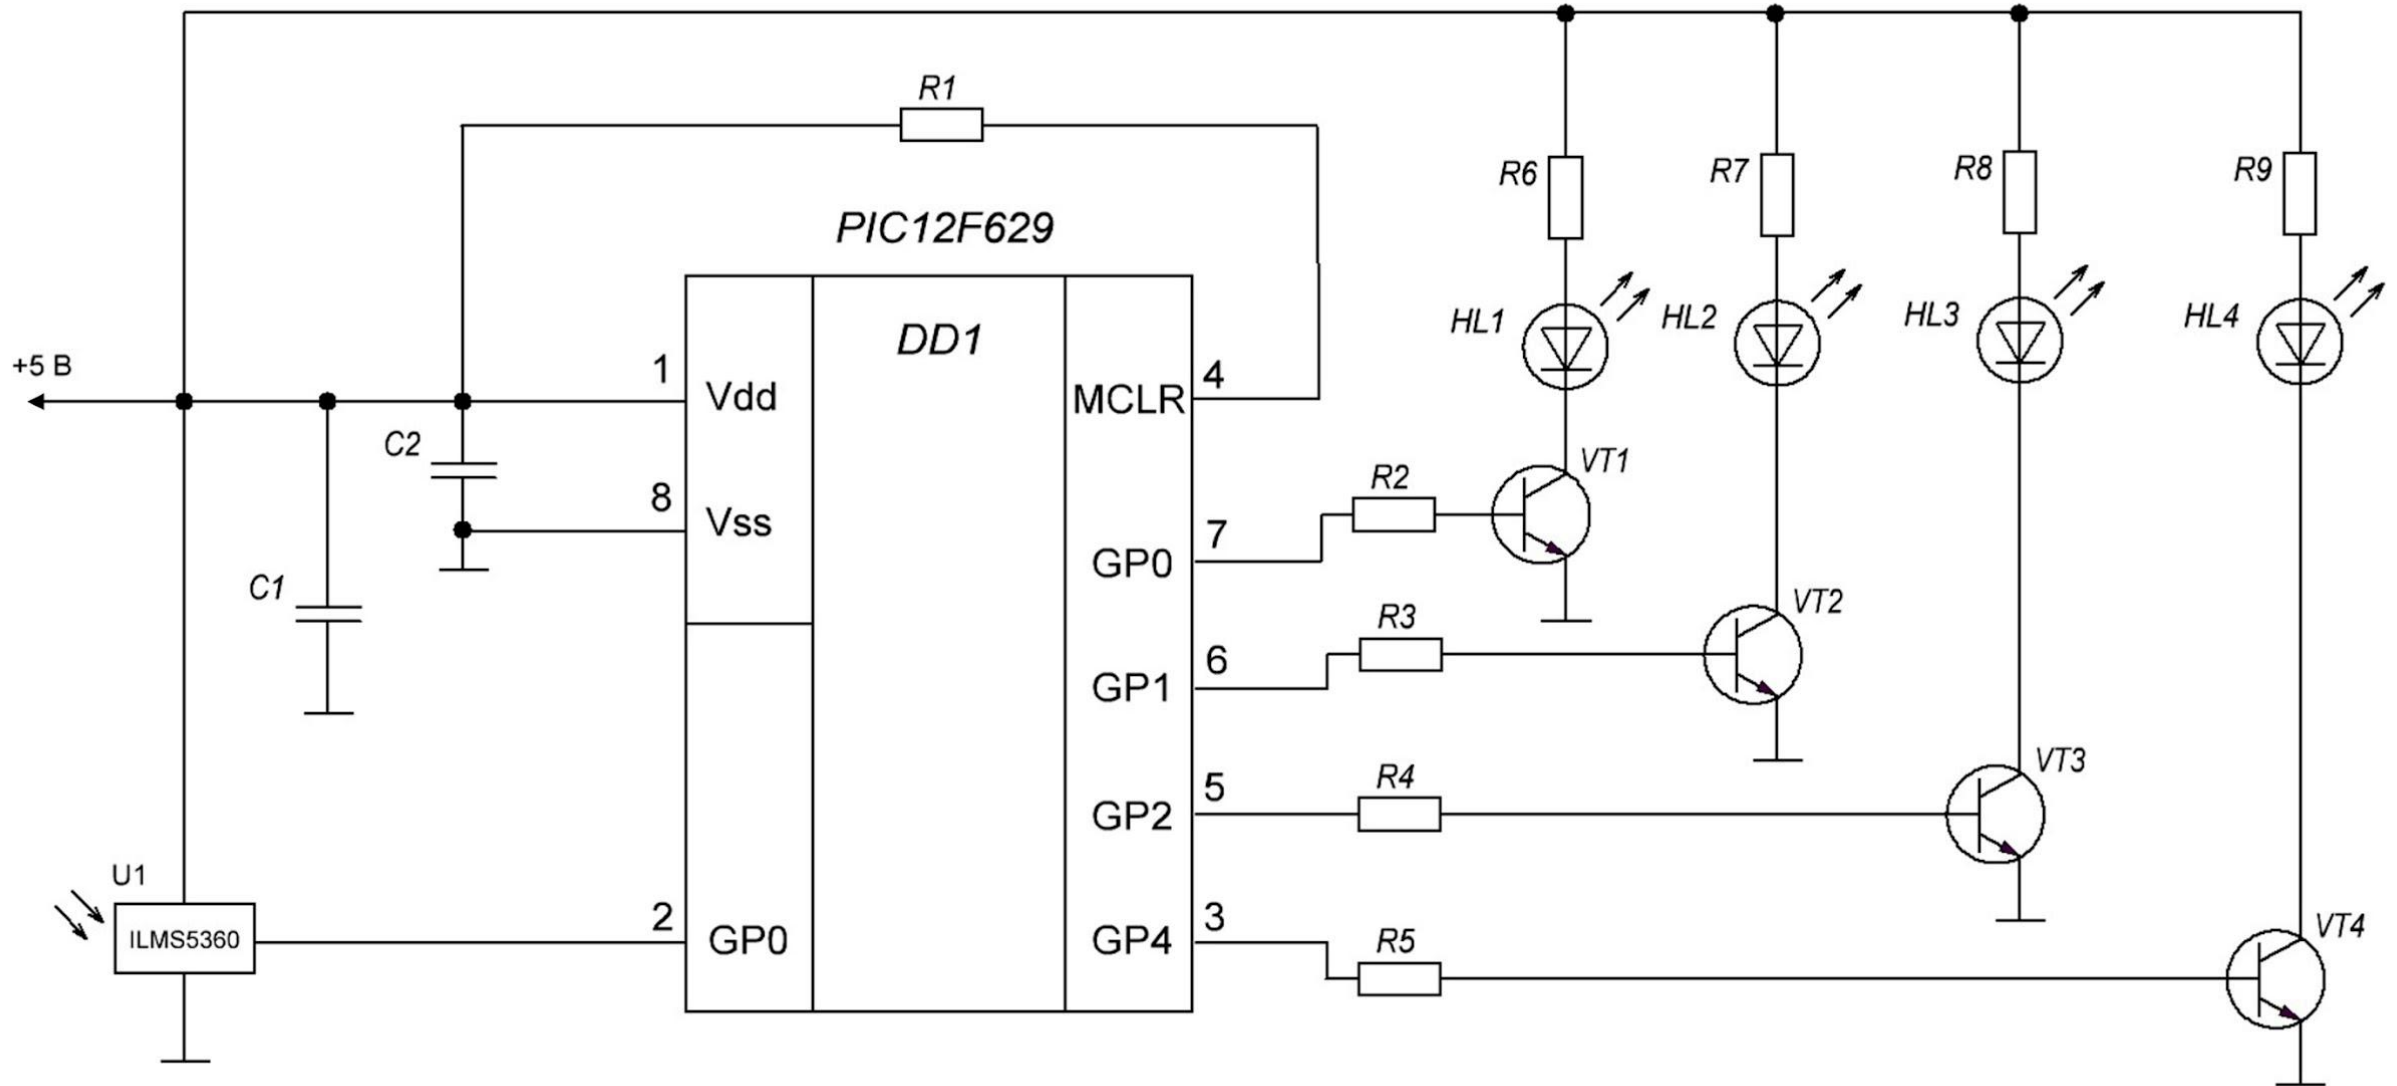 R1
PIC12F629
R6
R7
R8
R9
HL1
HL2
HL3
HL4
DD1
+5 В
1
Vdd
MCLR
4
C2
8
Vss
VT1
R2
7
GP0
C1
VT2
R3
6
GP1
VT3
R4
5
GP2
U1
ILMS5360
2
GP0
GP4
3
R5
VT4